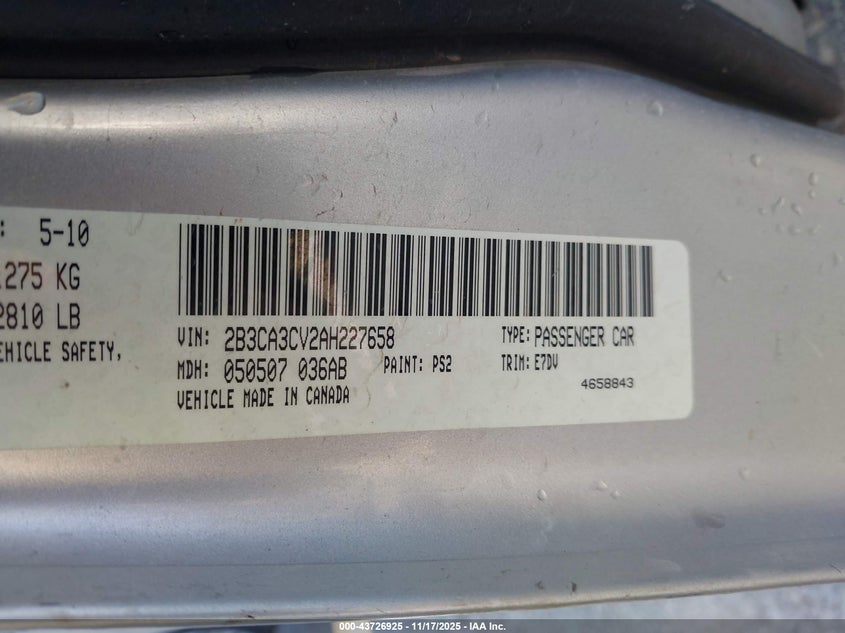 : 5-10
1275 KG
2810 LB
EHICLE SAFETY,
VIN: 2B3CA3CV2AH227658
TYPE: PASSENGER CAR
MDH: 050507 036AB
PAINT: PS2
TRIM: E7DV
VEHICLE MADE IN CANADA
4658843
000-43726925 - 11/17/2025 - IAA Inc.